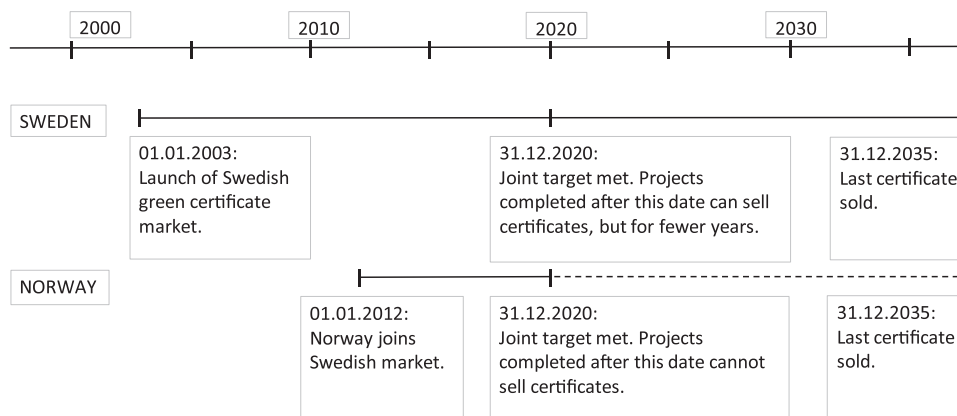 2000
2010
2020
2030
SWEDEN
01.01.2003:
Launch of Swedish
green certificate
market.
31.12.2020:
Joint target met. Projects
completed after this date can sell
certificates, but for fewer years.
31.12.2035:
Last certificate
sold.
NORWAY
01.01.2012:
Norway joins
Swedish market.
31.12.2020:
Joint target met. Projects
completed after this date cannot
sell certificates.
31.12.2035:
Last certificate
sold.